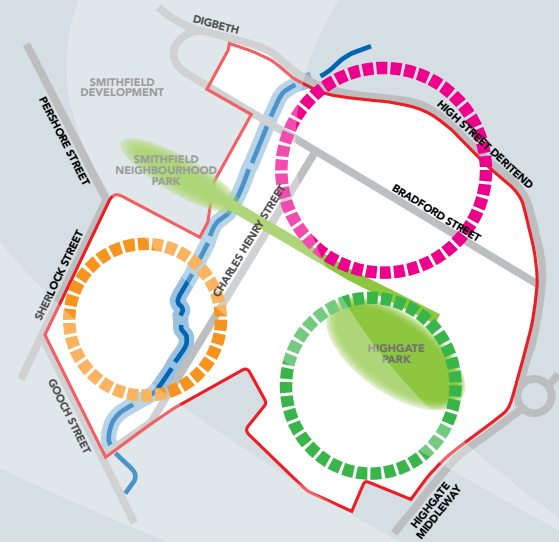 DIGBETH
SMITHFIELD
DEVELOPMENT
PERSHORE STREET
SMITHFIELD
NEIGHBOURHOOD
PARK
HIGH STREET DERITEND
BRADFORD STREET
CHARLES HENRY STREET
SHERLOCK STREET
HIGHGATE
PARK
GOOCH STREET
HIGHGATE
MIDDLEWAY